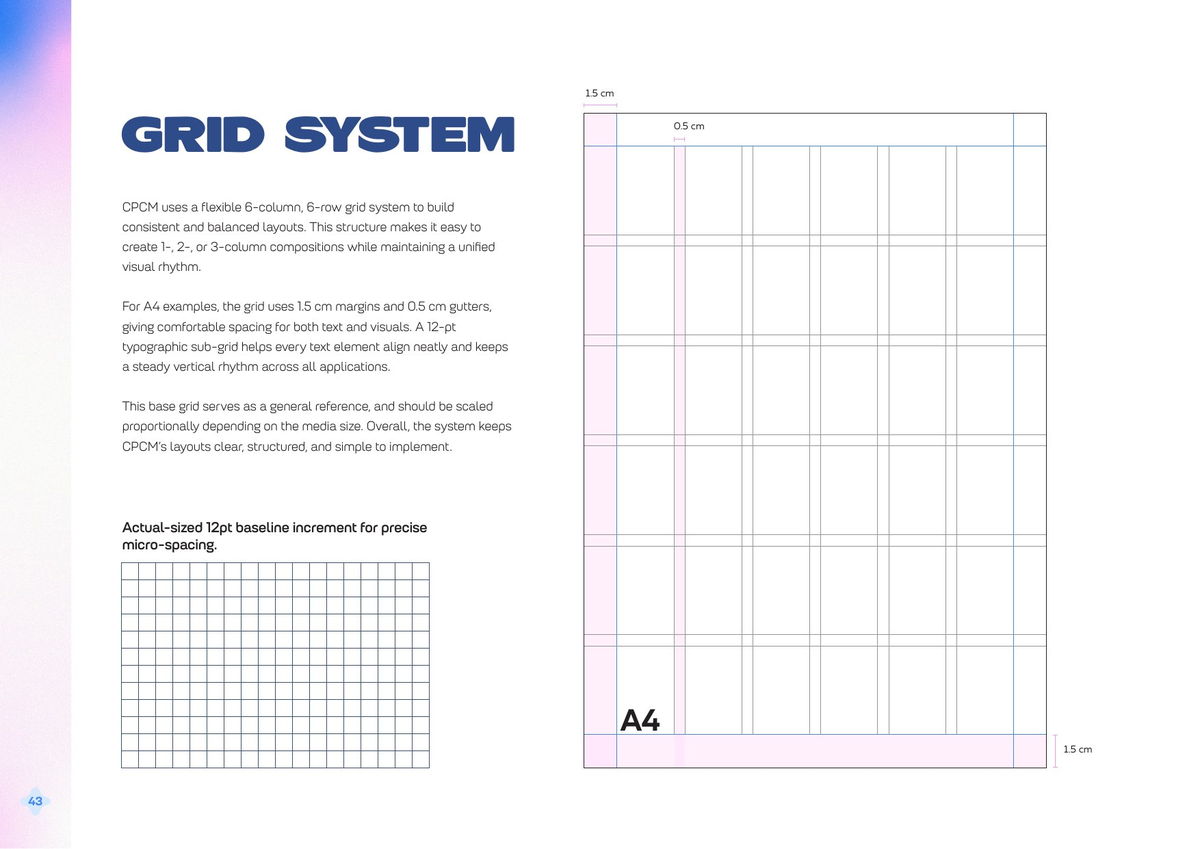 GRID SYSTEM
CPCM uses a flexible 6-column, 6-row grid system to build
consistent and balanced layouts. This structure makes it easy to
create 1-, 2-, or 3-column compositions while maintaining a unified
visual rhythm.
For A4 examples, the grid uses 1.5 cm margins and 0.5 cm gutters,
giving comfortable spacing for both text and visuals. A 12-pt
typographic sub-grid helps every text element align neatly and keeps
a steady vertical rhythm across all applications.
This base grid serves as a general reference, and should be scaled
proportionally depending on the media size. Overall, the system keeps
CPCM's layouts clear, structured, and simple to implement.
Actual-sized 12pt baseline increment for precise
micro-spacing.
43
1.5 cm
0.5 cm
A4
1.5 cm